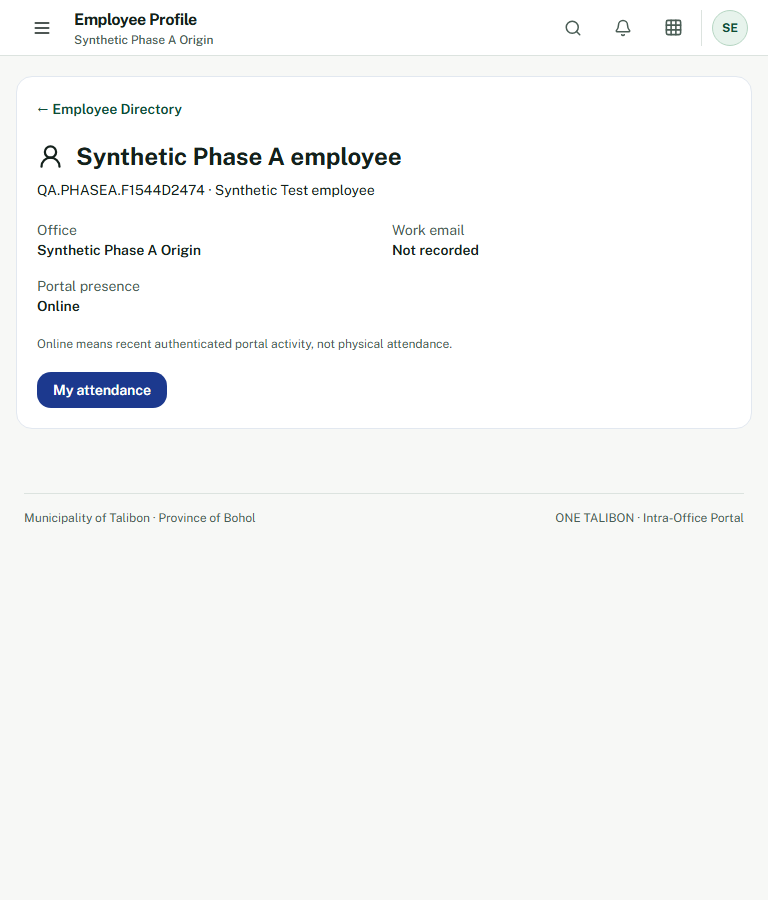 Employee Profile
Synthetic Phase A Origin
SE
← Employee Directory
Synthetic Phase A employee
QA.PHASEA.F1544D2474 · Synthetic Test employee
Office
Synthetic Phase A Origin
Work email
Not recorded
Portal presence
Online
Online means recent authenticated portal activity, not physical attendance.
My attendance
Municipality of Talibon · Province of Bohol
ONE TALIBON · Intra-Office Portal